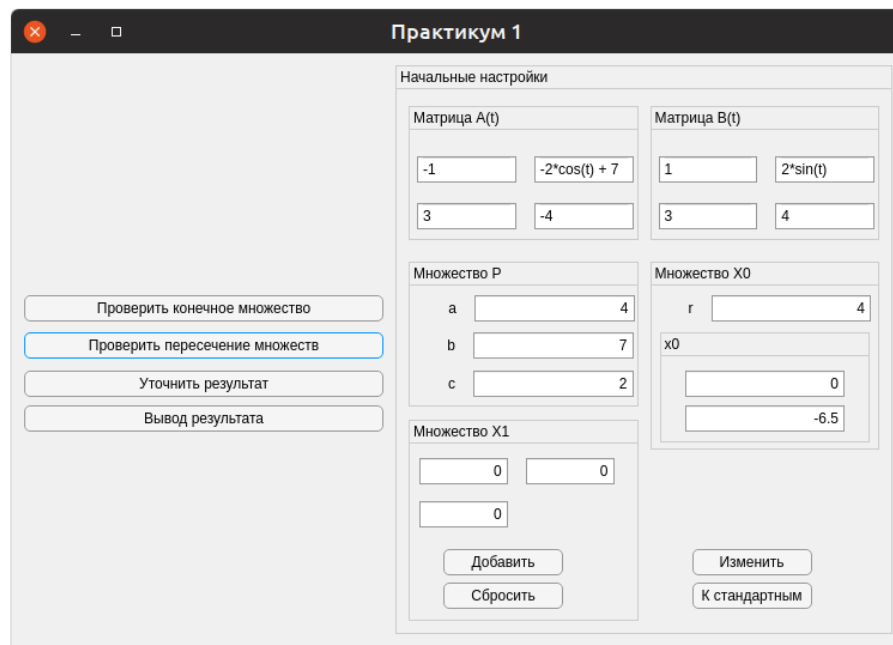 Практикум 1
Начальные настройки
Матрица A(t)
-1
-2*cos(t) + 7
3
-4
Матрица B(t)
1
2*sin(t)
3
4
Проверить конечное множество
Проверить пересечение множеств
Уточнить результат
Вывод результата
Множество P
a
4
b
7
c
2
Множество X0
r
4
x0
0
-6.5
Множество X1
0
0
0
Добавить
Сбросить
Изменить
К стандартным